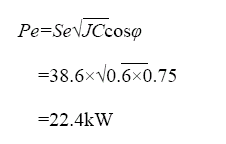 Pe=Se√JCcosφ
=38.6×√0.6×0.75
=22.4kW